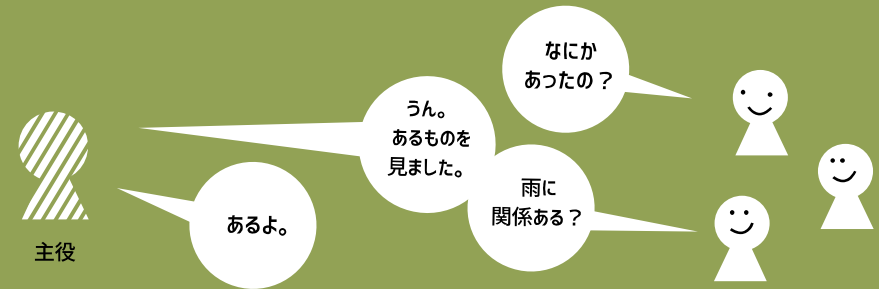 なにか
あったの？
うん。
あるものを
見ました。
雨に
関係ある？
あるよ。
主役